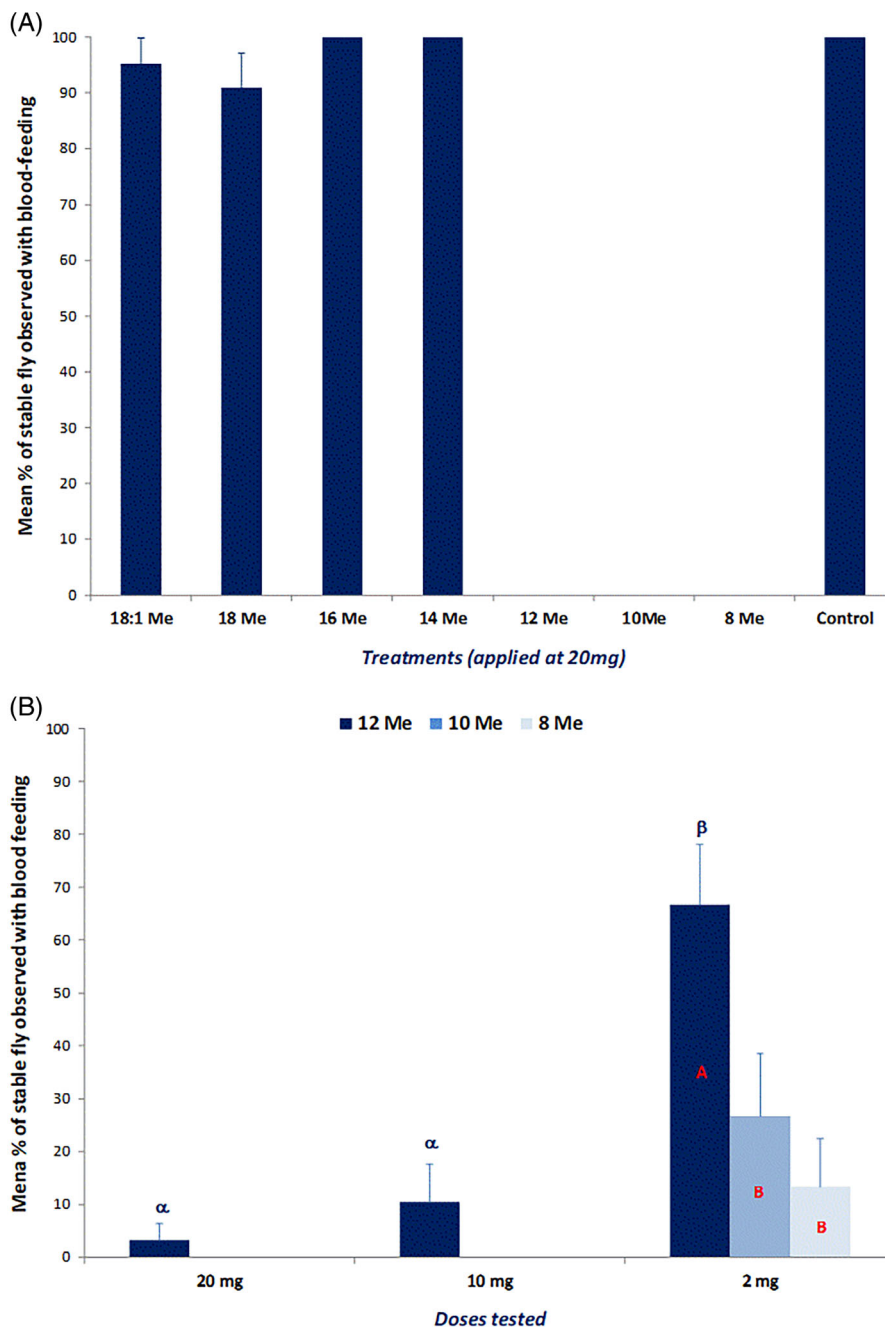 (A)
Mean % of stable fly observed with blood-feeding
100
90
80
70
60
50
40
30
20
10
0
18:1 Me 18 Me 16 Me 14 Me 12 Me 10Me 8 Me Control
Treatments (applied at 20mg)
(B)
Mena % of stable fly observed with blood feeding
12 Me 10 Me 8 Me
100
90
80
70
60
50
40
30
20
10
0
α
α
β
A
B
B
20 mg 10 mg 2 mg
Doses tested